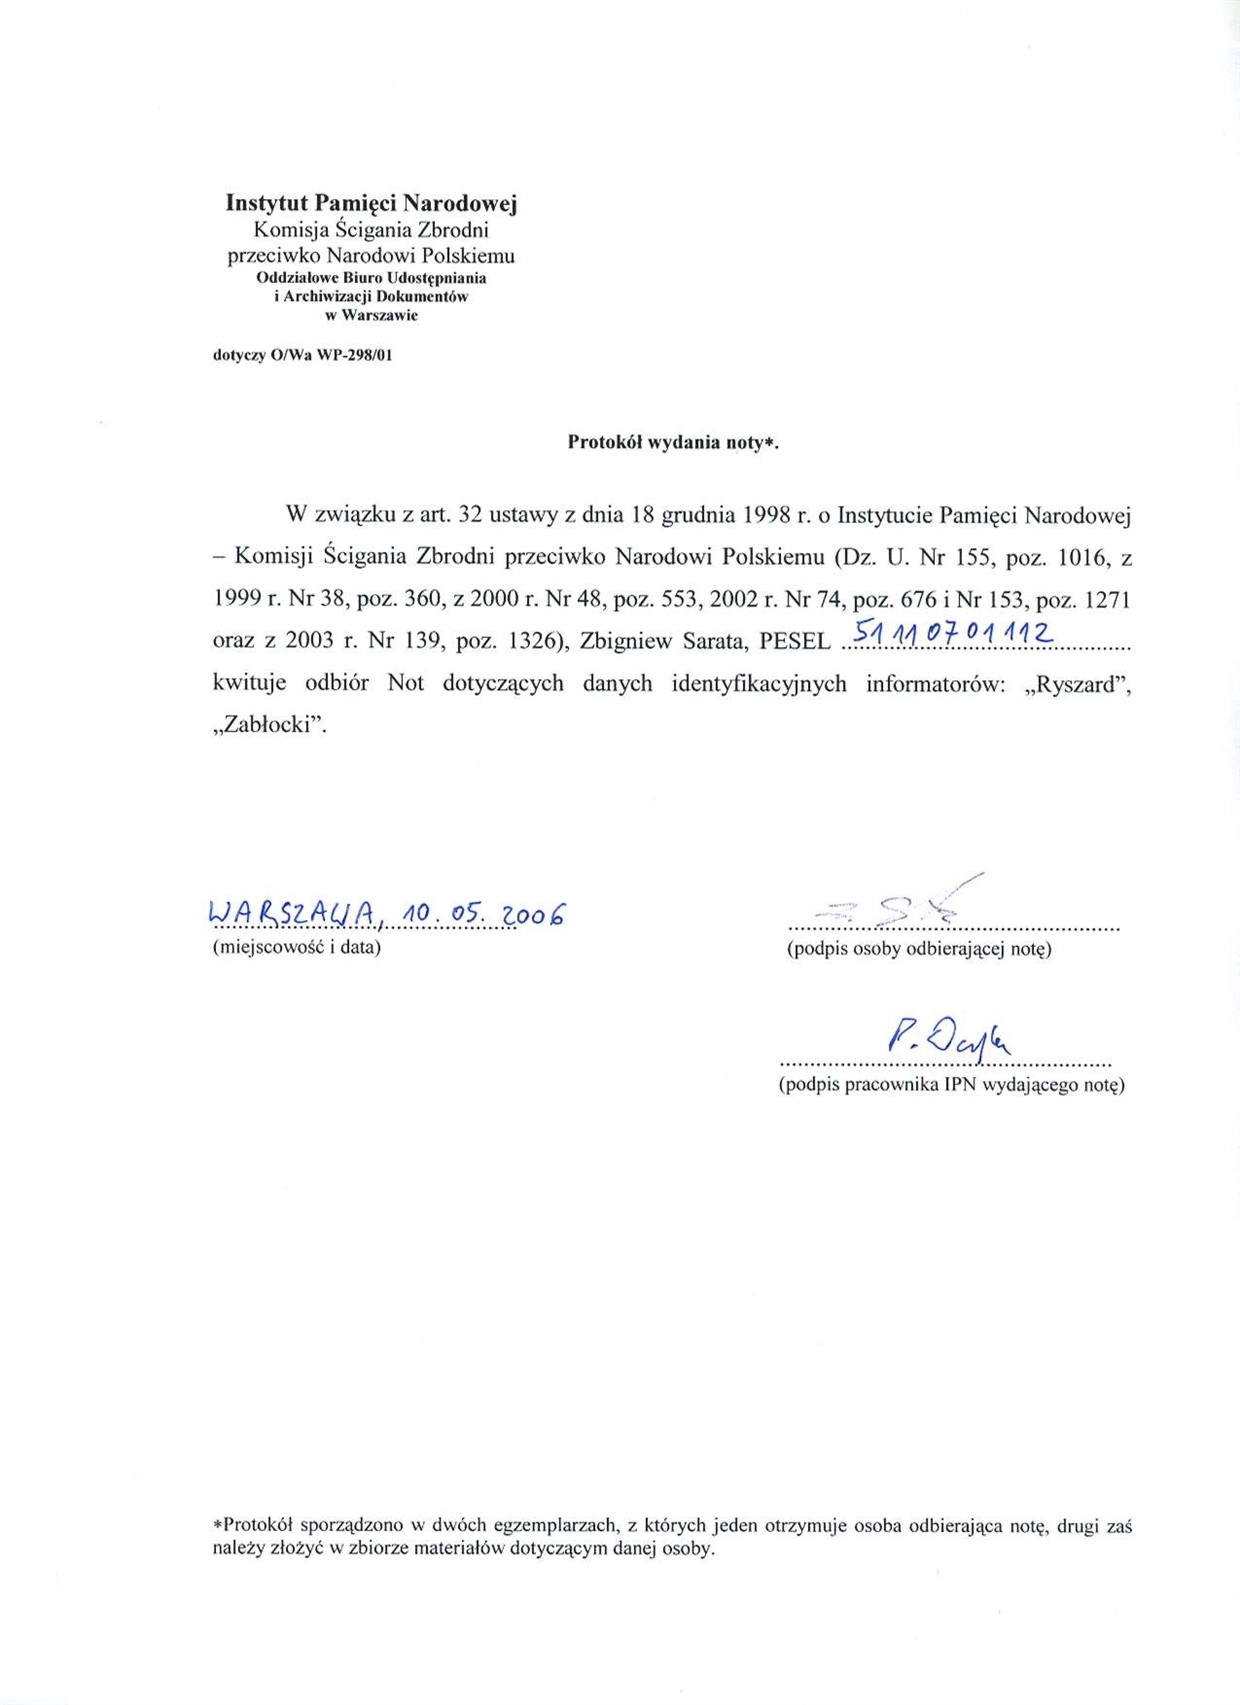 Instytut Pamięci Narodowej
Komisja Ścigania Zbrodni
przeciwko Narodowi Polskiemu
Oddziałowe Biuro Udostępniania
i Archiwizacji Dokumentów
w Warszawie
dotyczy O/Wa WP-298/01
Protokół wydania noty*.
W związku z art. 32 ustawy z dnia 18 grudnia 1998 r. o Instytucie Pamięci Narodowej
– Komisji Ścigania Zbrodni przeciwko Narodowi Polskiemu (Dz. U. Nr 155, poz. 1016, z
1999 r. Nr 38, poz. 360, z 2000 r. Nr 48, poz. 553, 2002 r. Nr 74, poz. 676 i Nr 153, poz. 1271
oraz z 2003 r. Nr 139, poz. 1326), Zbigniew Sarata, PESEL 51110701112
kwituje odbiór Not dotyczących danych identyfikacyjnych informatorów: „Ryszard”,
„Zabłocki”.
WARSZAWA, 10.05.2006
(miejscowość i data)
(podpis osoby odbierającej notę)
P.
(podpis pracownika IPN wydającego notę)
*Protokół sporządzono w dwóch egzemplarzach, z których jeden otrzymuje osoba odbierająca notę, drugi zaś
należy złożyć w zbiorze materiałów dotyczącym danej osoby.